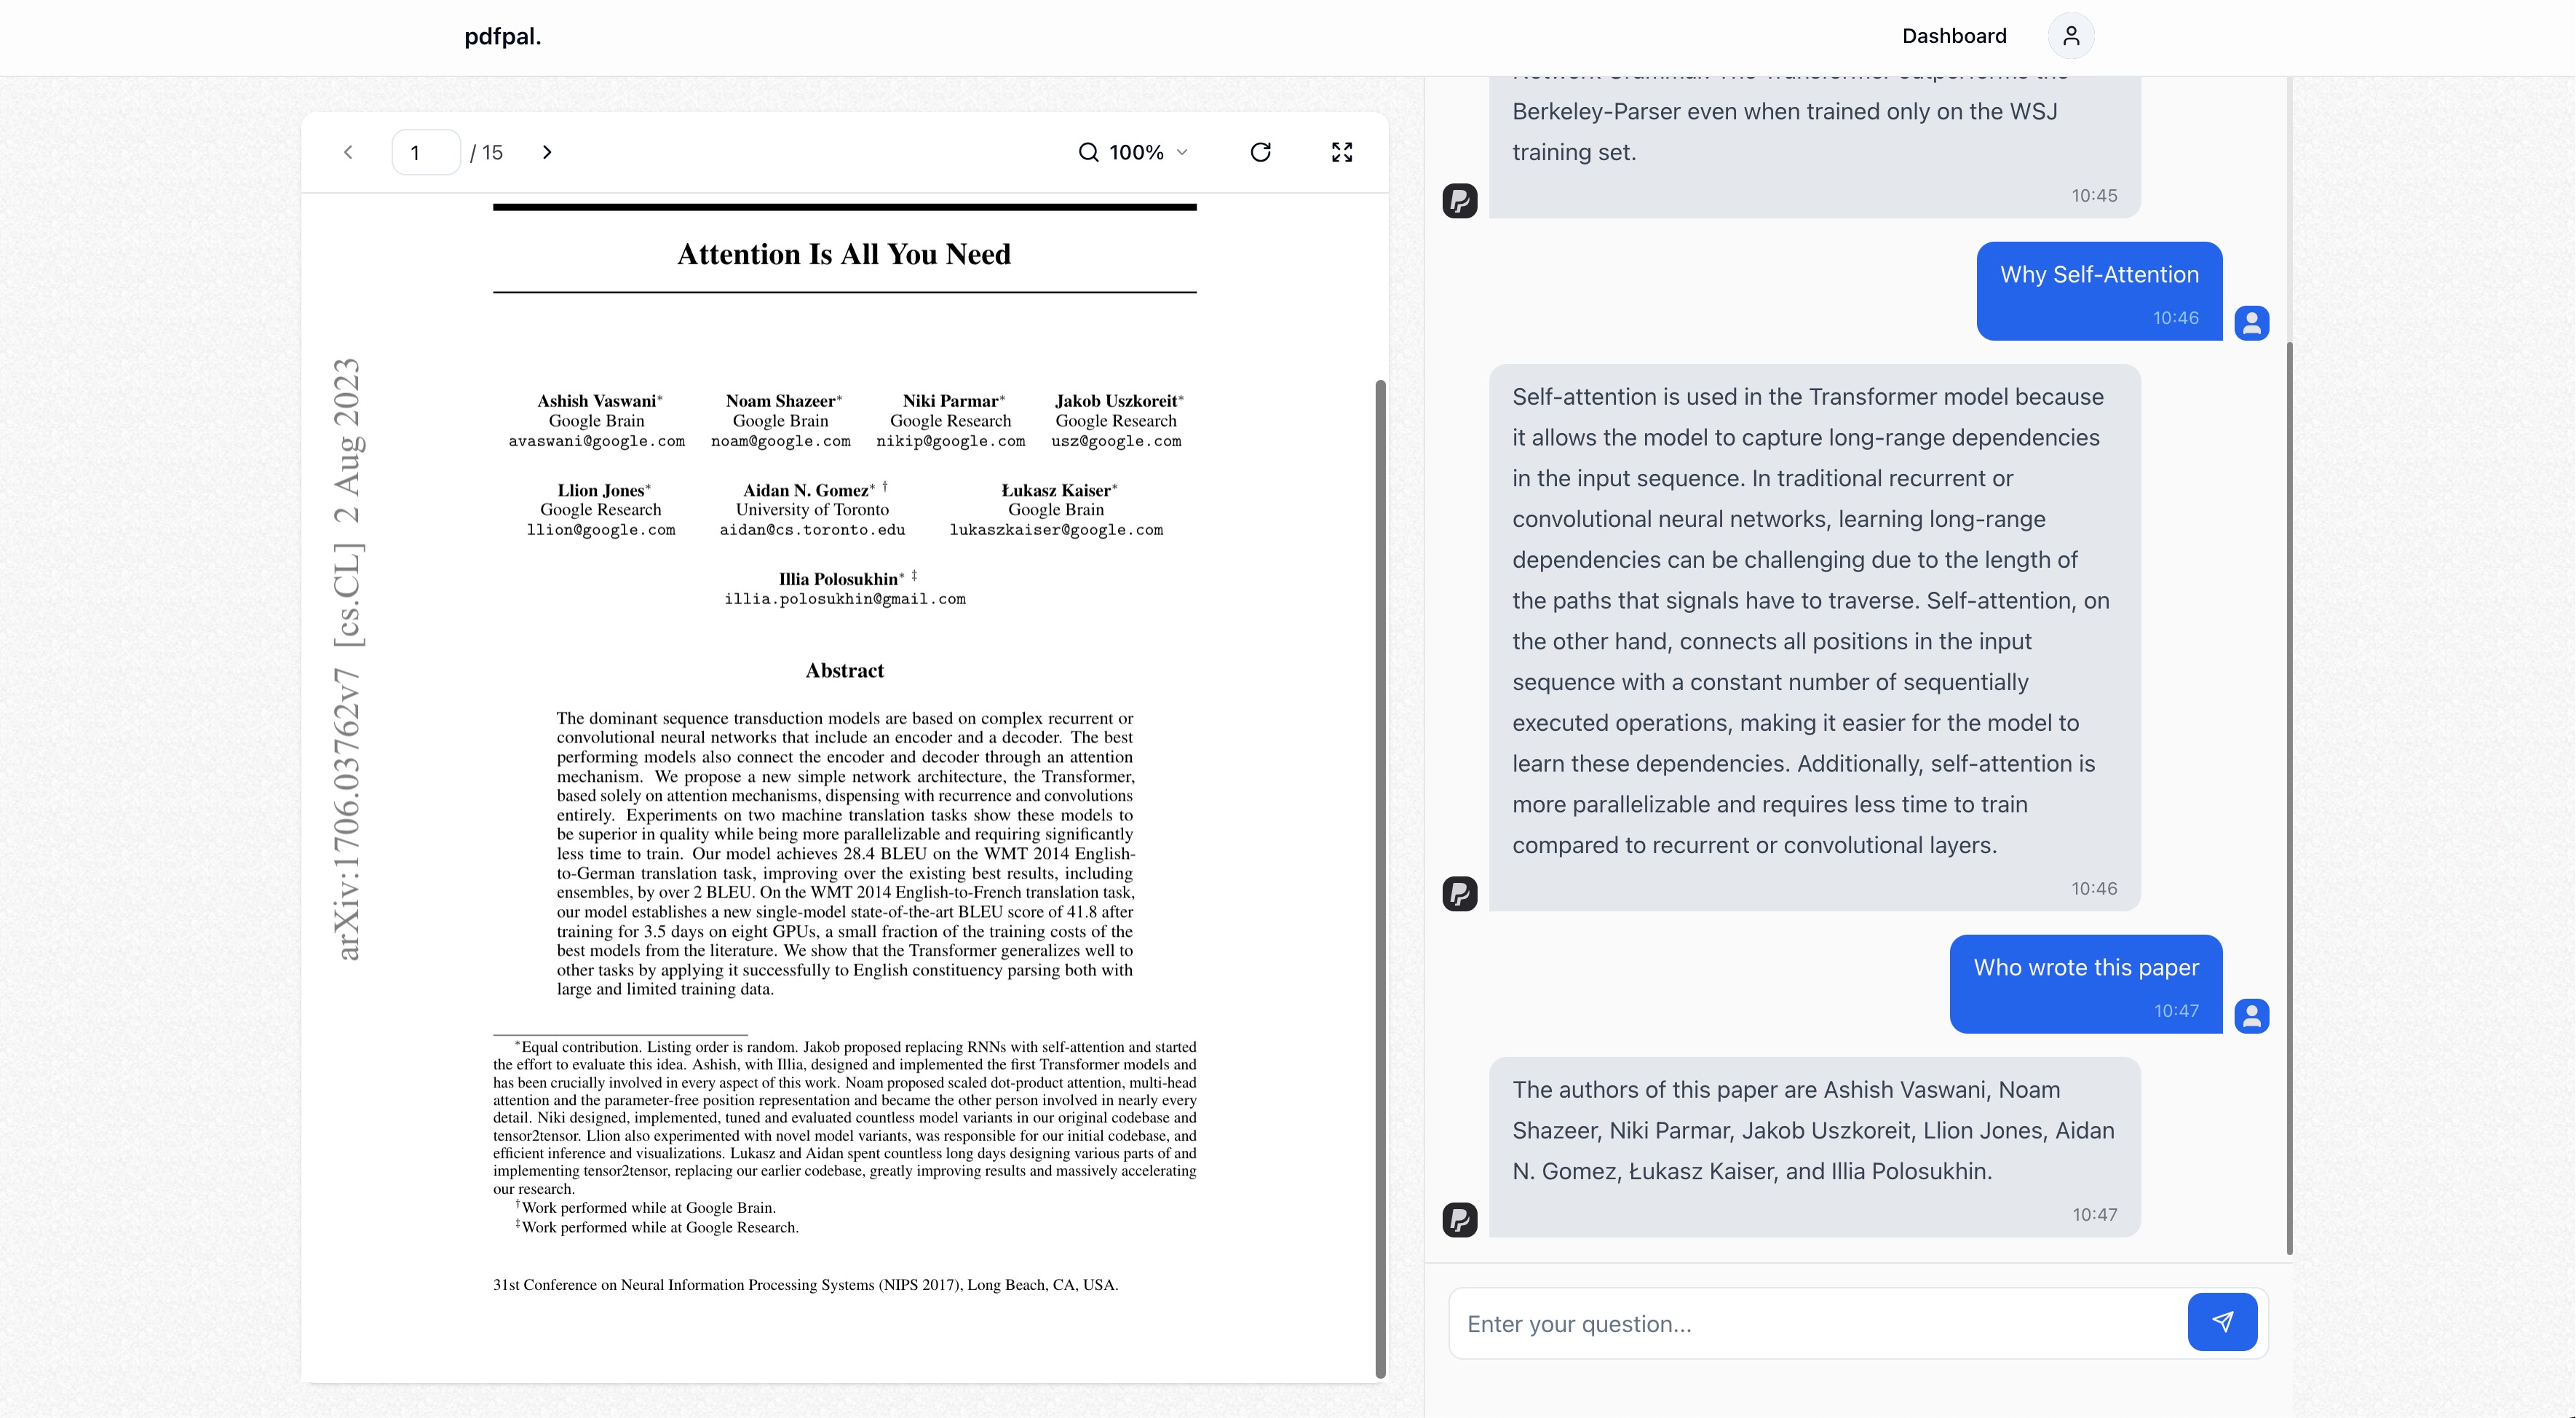 pdfpal.
Dashboard
1 / 15
100%
Attention Is All You Need
Ashish Vaswani*
Google Brain
avaswani@google.com
Noam Shazeer*
Google Brain
noam@google.com
Niki Parmar*
Google Research
nikip@google.com
Jakob Uszkoreit*
Google Research
usz@google.com
Llion Jones*
Google Research
llion@google.com
Aidan N. Gomez* †
University of Toronto
aidan@cs.toronto.edu
Łukasz Kaiser*
Google Brain
lukaszkaiser@google.com
Illia Polosukhin* ‡
illia.polosukhin@gmail.com
arXiv:1706.03762v7 [cs.CL] 2 Aug 2023
Abstract
The dominant sequence transduction models are based on complex recurrent or
convolutional neural networks that include an encoder and a decoder. The best
performing models also connect the encoder and decoder through an attention
mechanism. We propose a new simple network architecture, the Transformer,
based solely on attention mechanisms, dispensing with recurrence and convolutions
entirely. Experiments on two machine translation tasks show these models to
be superior in quality while being more parallelizable and requiring significantly
less time to train. Our model achieves 28.4 BLEU on the WMT 2014 English-
to-German translation task, improving over the existing best results, including
ensembles, by over 2 BLEU. On the WMT 2014 English-to-French translation task,
our model establishes a new single-model state-of-the-art BLEU score of 41.8 after
training for 3.5 days on eight GPUs, a small fraction of the training costs of the
best models from the literature. We show that the Transformer generalizes well to
other tasks by applying it successfully to English constituency parsing both with
large and limited training data.
*Equal contribution. Listing order is random. Jakob proposed replacing RNNs with self-attention and started
the effort to evaluate this idea. Ashish, with Illia, designed and implemented the first Transformer models and
has been crucially involved in every aspect of this work. Noam proposed scaled dot-product attention, multi-head
attention and the parameter-free position representation and became the other person involved in nearly every
detail. Niki designed, implemented, tuned and evaluated countless model variants in our original codebase and
tensor2tensor. Llion also experimented with novel model variants, was responsible for our initial codebase, and
efficient inference and visualizations. Lukasz and Aidan spent countless long days designing various parts of and
implementing tensor2tensor, replacing our earlier codebase, greatly improving results and massively accelerating
our research.
†Work performed while at Google Brain.
‡Work performed while at Google Research.
31st Conference on Neural Information Processing Systems (NIPS 2017), Long Beach, CA, USA.
Network Grammar. The Transformer outperforms the
Berkeley-Parser even when trained only on the WSJ
training set.
10:45
Why Self-Attention
10:46
Self-attention is used in the Transformer model because
it allows the model to capture long-range dependencies
in the input sequence. In traditional recurrent or
convolutional neural networks, learning long-range
dependencies can be challenging due to the length of
the paths that signals have to traverse. Self-attention, on
the other hand, connects all positions in the input
sequence with a constant number of sequentially
executed operations, making it easier for the model to
learn these dependencies. Additionally, self-attention is
more parallelizable and requires less time to train
compared to recurrent or convolutional layers.
10:46
Who wrote this paper
10:47
The authors of this paper are Ashish Vaswani, Noam
Shazeer, Niki Parmar, Jakob Uszkoreit, Llion Jones, Aidan
N. Gomez, Łukasz Kaiser, and Illia Polosukhin.
10:47
Enter your question...